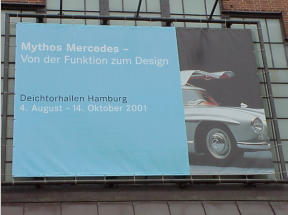 Mythos Mercedes –
Von der Funktion zum Design
Deichtorhallen Hamburg
4. August – 14. Oktober 2001